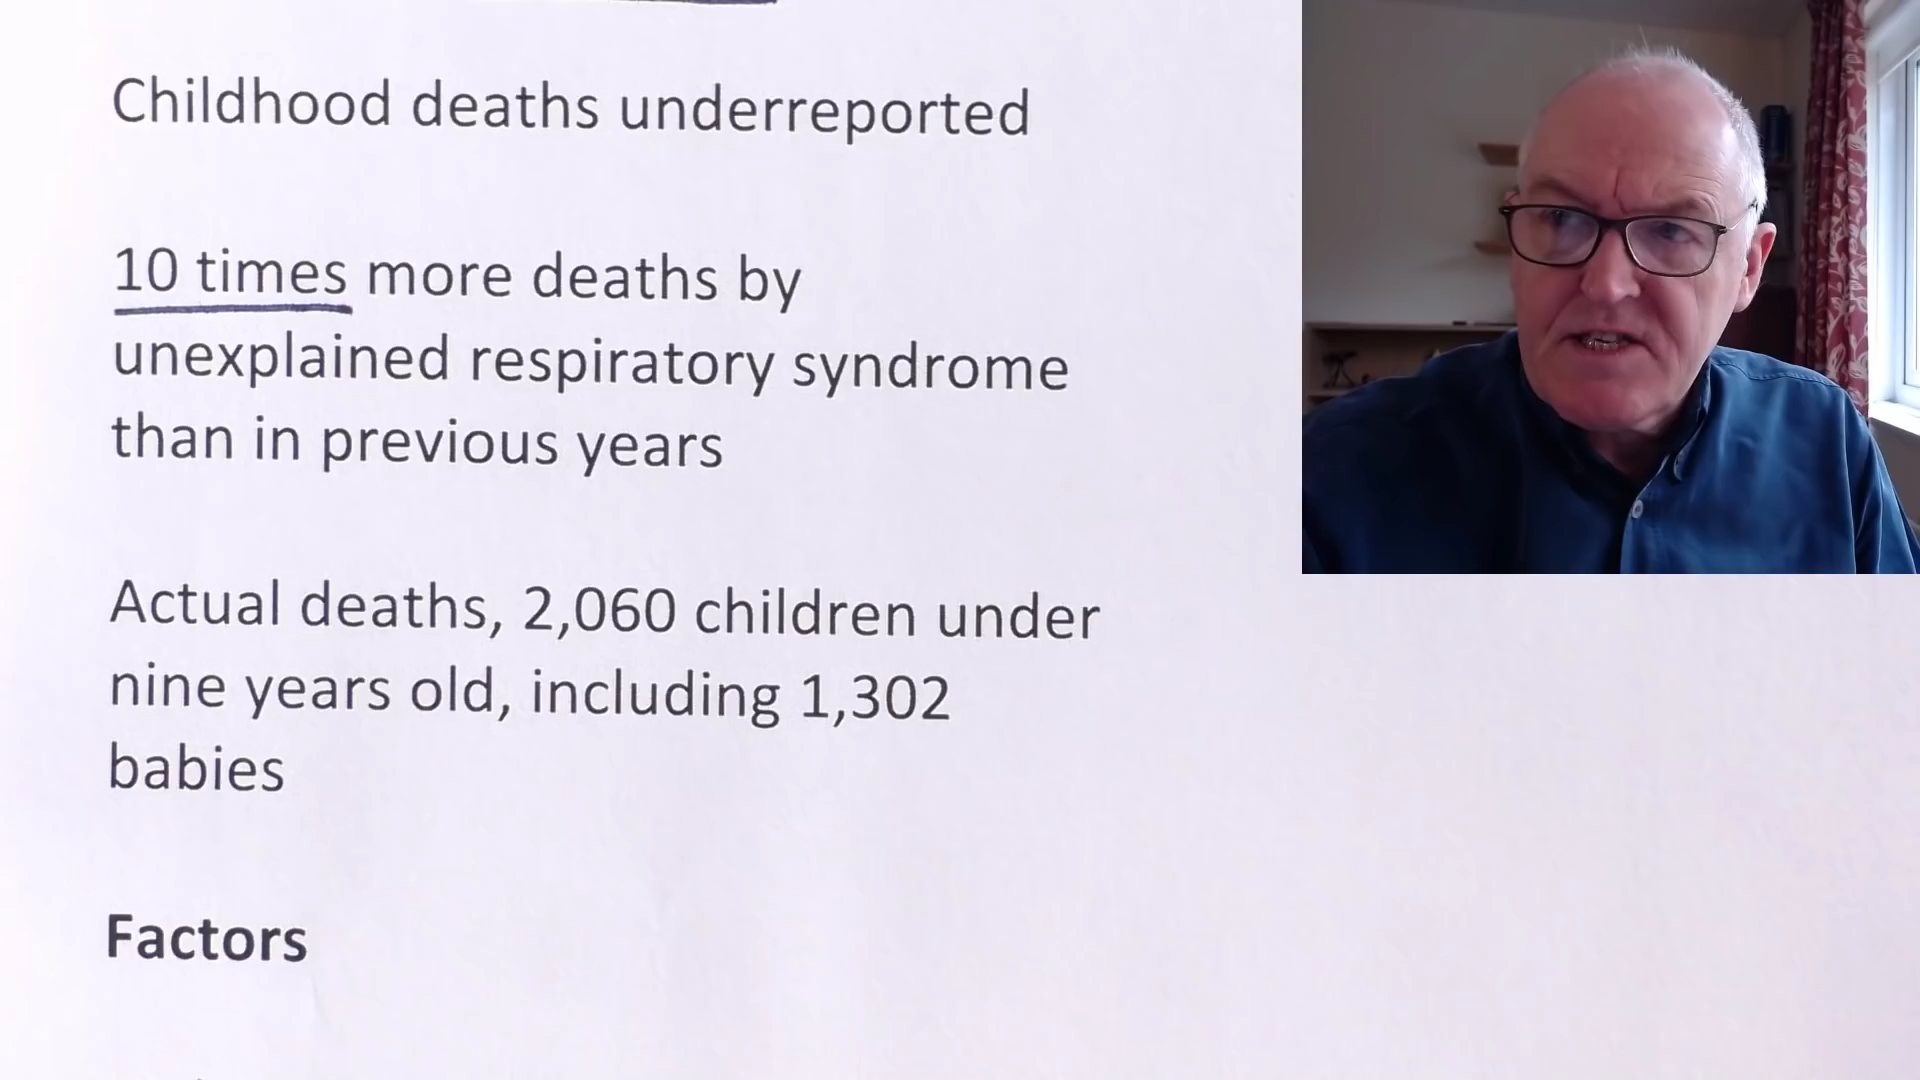 Childhood deaths underreported
10 times more deaths by
unexplained respiratory syndrome
than in previous years
Actual deaths, 2,060 children under
nine years old, including 1,302
babies
Factors